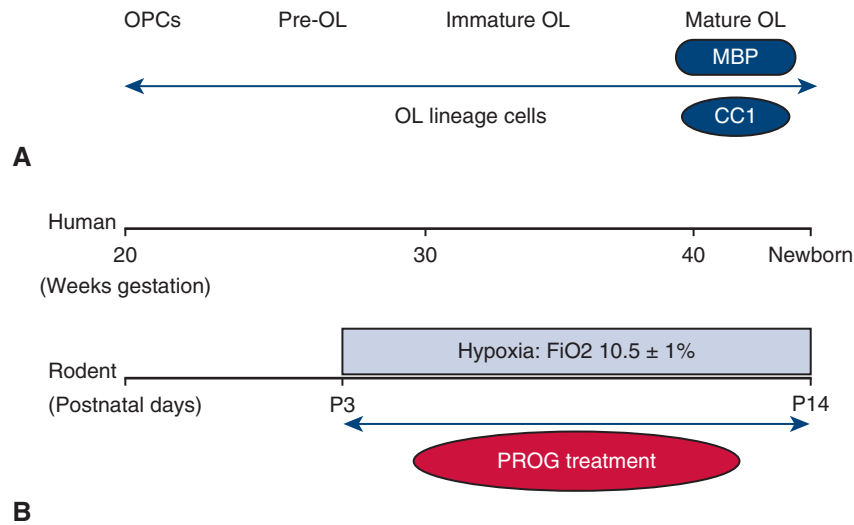 OPCs Pre-OL Immature OL Mature OL
MBP
OL lineage cells CC1
A
Human
20 30 40 Newborn
(Weeks gestation)
Hypoxia: FiO2 10.5 ± 1%
Rodent
(Postnatal days) P3 P14
PROG treatment
B